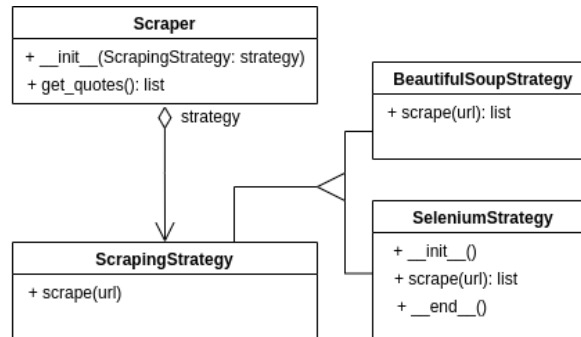 Scraper
+ __init__(ScrapingStrategy: strategy)
+ get_quotes(): list
strategy
BeautifulSoupStrategy
+ scrape(url): list
ScrapingStrategy
+ scrape(url)
SeleniumStrategy
+ __init__()
+ scrape(url): list
+ __end__()